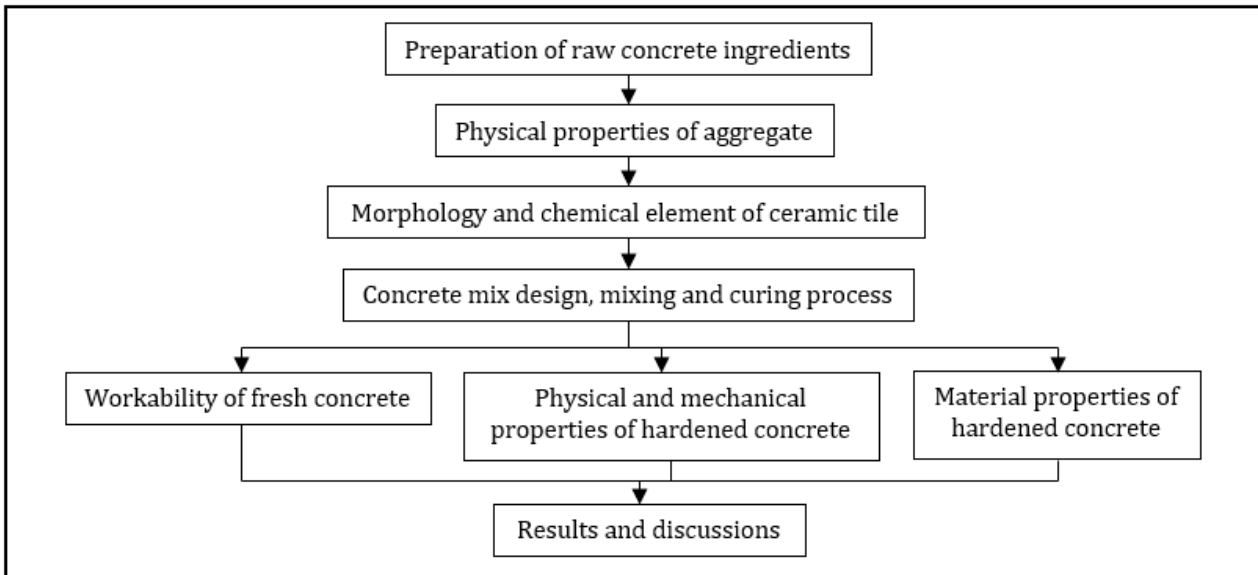 Preparation of raw concrete ingredients
Physical properties of aggregate
Morphology and chemical element of ceramic tile
Concrete mix design, mixing and curing process
Workability of fresh concrete
Physical and mechanical
properties of hardened concrete
Material properties of
hardened concrete
Results and discussions